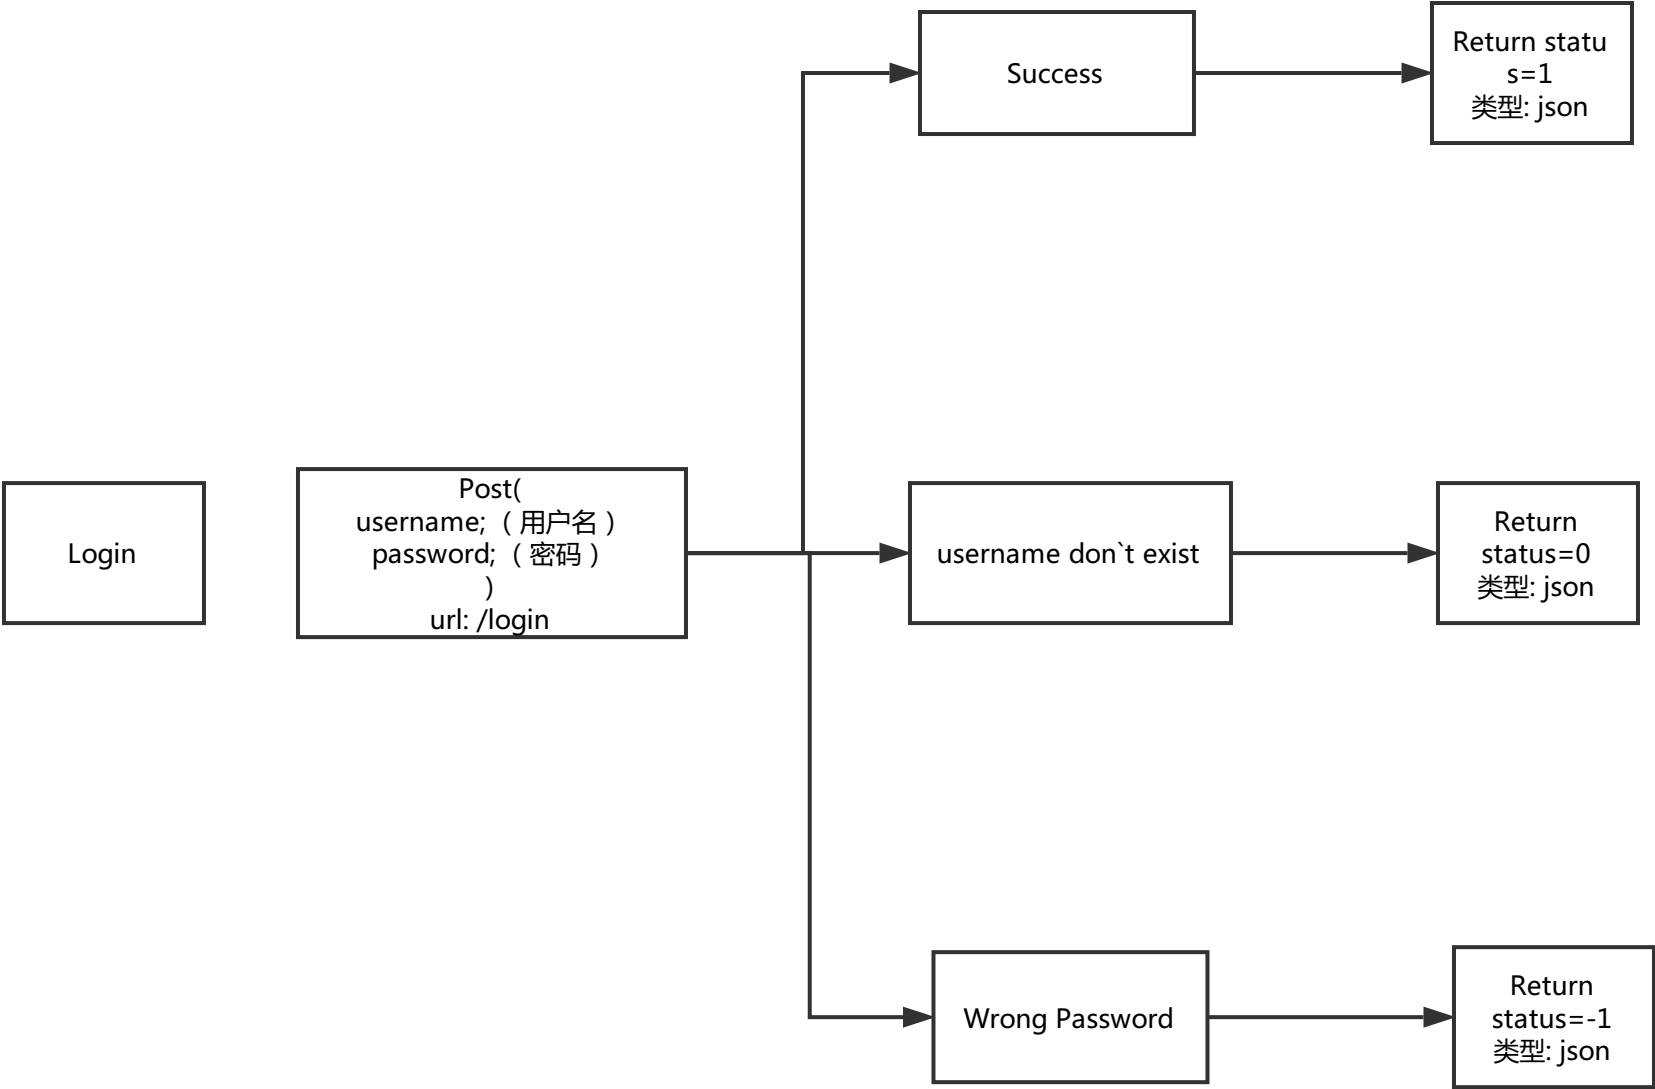 Login
Post(
username;（用户名）
password;（密码）
)
url: /login
Success
Return statu
s=1
类型: json
username don`t exist
Return
status=0
类型: json
Wrong Password
Return
status=-1
类型: json